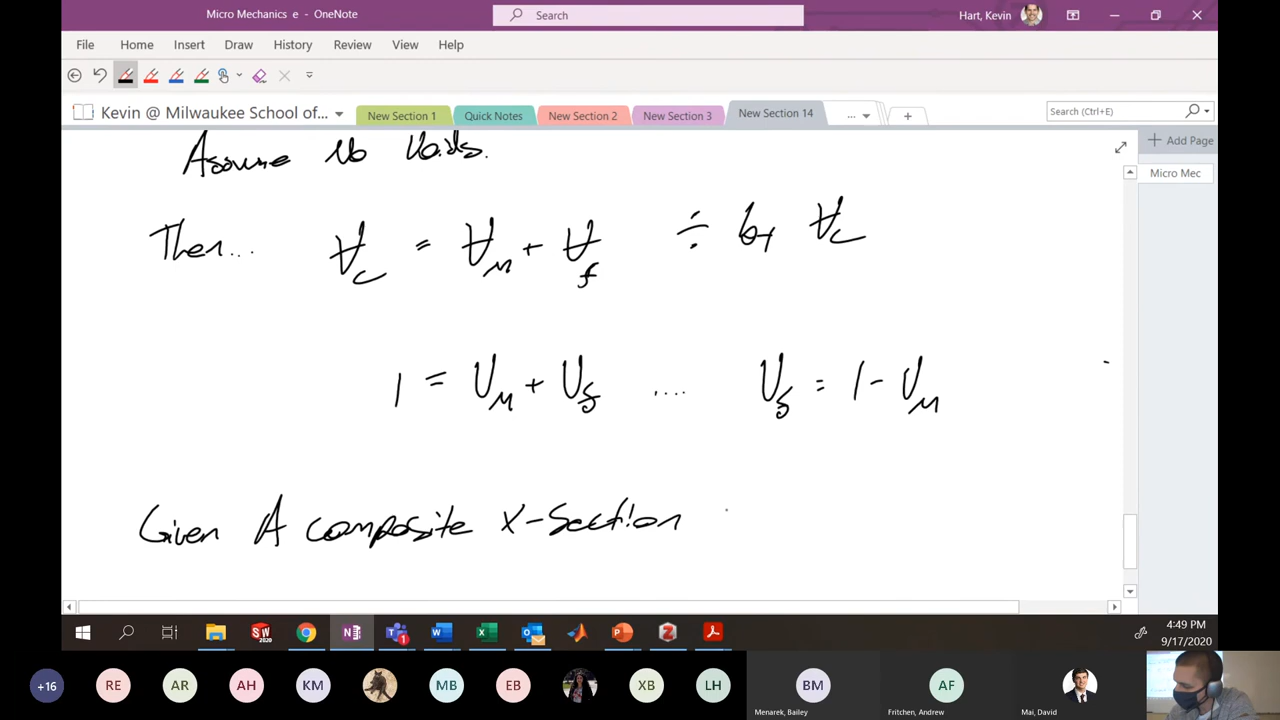 Micro Mechanics e - OneNote
Search
Hart, Kevin
File Home Insert Draw History Review View Help
Kevin @ Milwaukee School of...
New Section 1
Quick Notes
New Section 2
New Section 3
New Section 14
...
Search (Ctrl+E)
Add Page
Micro Mec
Assume No Voids.
Then... V_c = V_M + V_f ÷ by V_c
1 = V_M + V_f .... V_f = 1 - V_M
Given A composite X-Section
4:49 PM
9/17/2020
+16 RE AR AH KM MB EB XB LH BM AF
Menarek, Bailey
Fritchen, Andrew
Mai, David